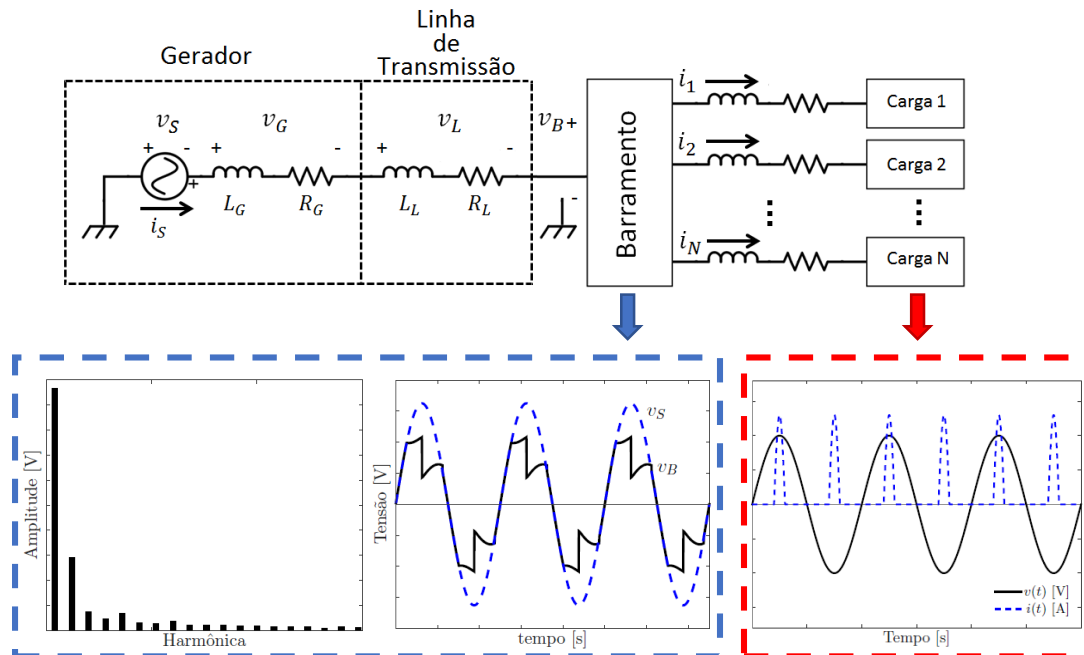 Linha
de
Transmissão
Gerador
v_S
v_G
v_L
v_B +
+ -
+ -
+ -
+
-
i_S
L_G
R_G
L_L
R_L
Barramento
i_1
i_2
i_N
Carga 1
Carga 2
Carga N
Amplitude [V]
Harmônica
Tensão [V]
v_S
v_B
tempo [s]
v(t) [V]
i(t) [A]
Tempo [s]